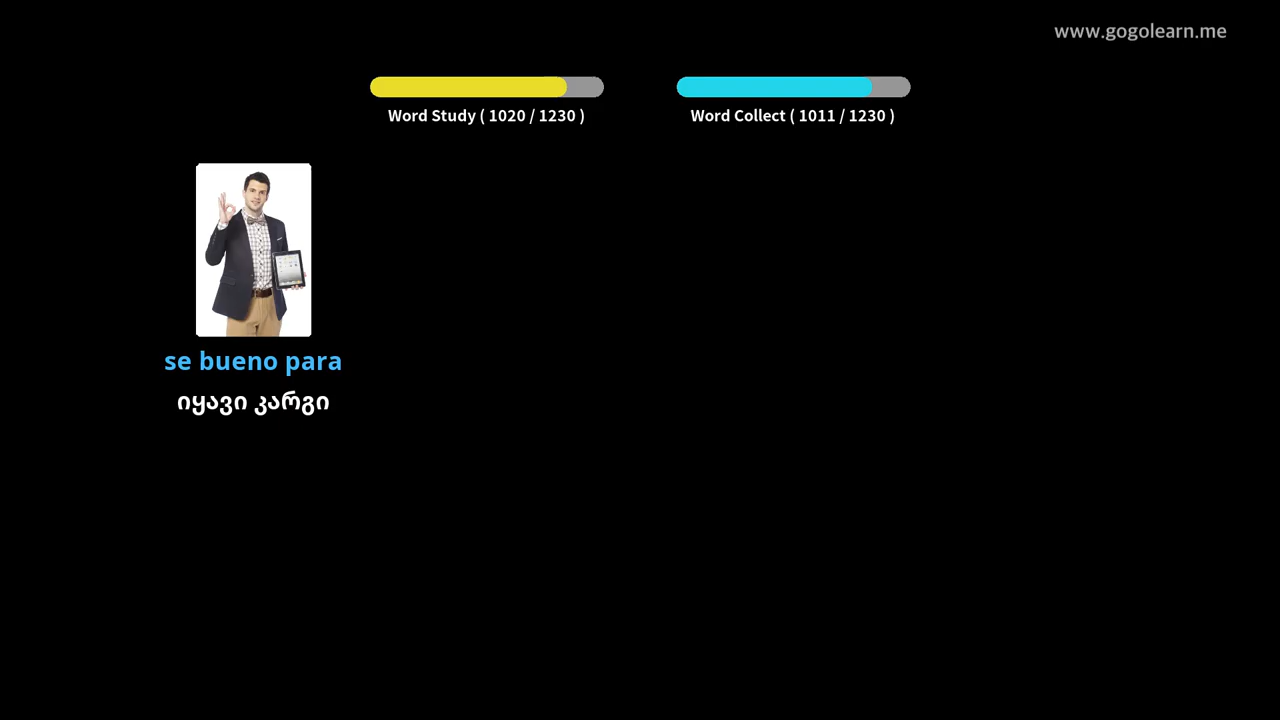 www.gogolearn.me
Word Study ( 1020 / 1230 )
Word Collect ( 1011 / 1230 )
se bueno para
იყავი კარგი